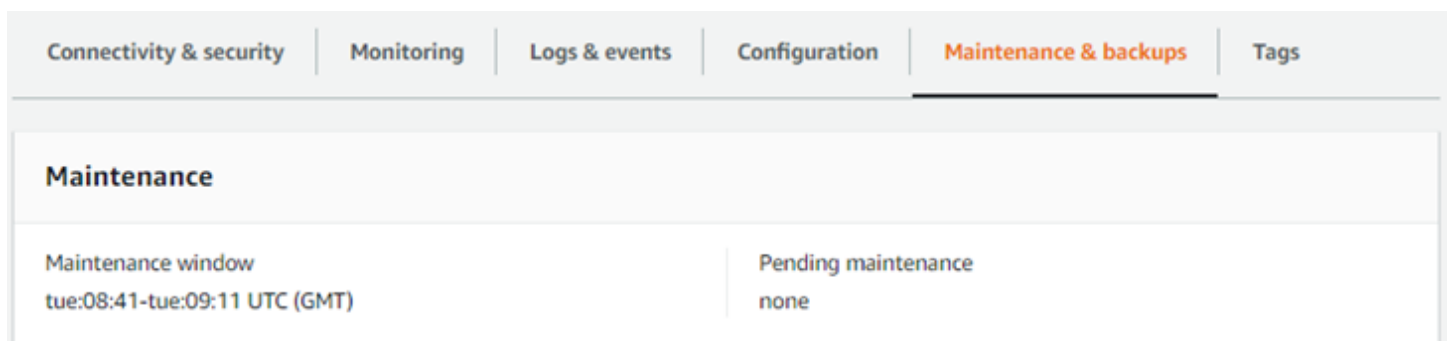 Connectivity & security Monitoring Logs & events Configuration Maintenance & backups Tags
Maintenance
Maintenance window
tue:08:41-tue:09:11 UTC (GMT)
Pending maintenance
none